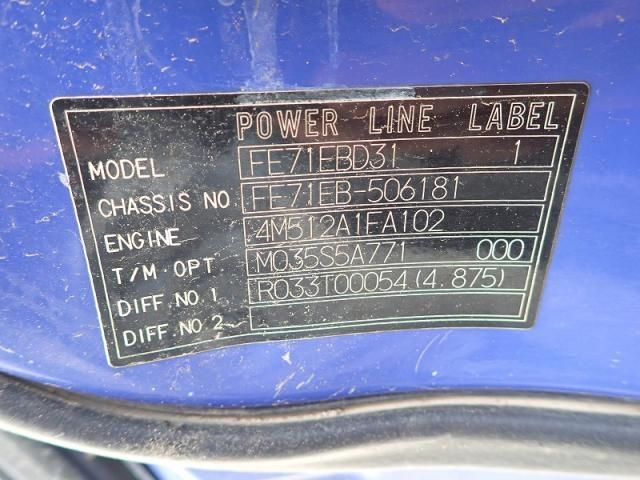 POWER LINE LABEL
MODEL FE71EBD31 1
CHASSIS NO FE71EB-506181
ENGINE 4M512A1FA102
T/M OPT M035S5A771 000
DIFF NO 1 R033T00054(4.875)
DIFF NO 2